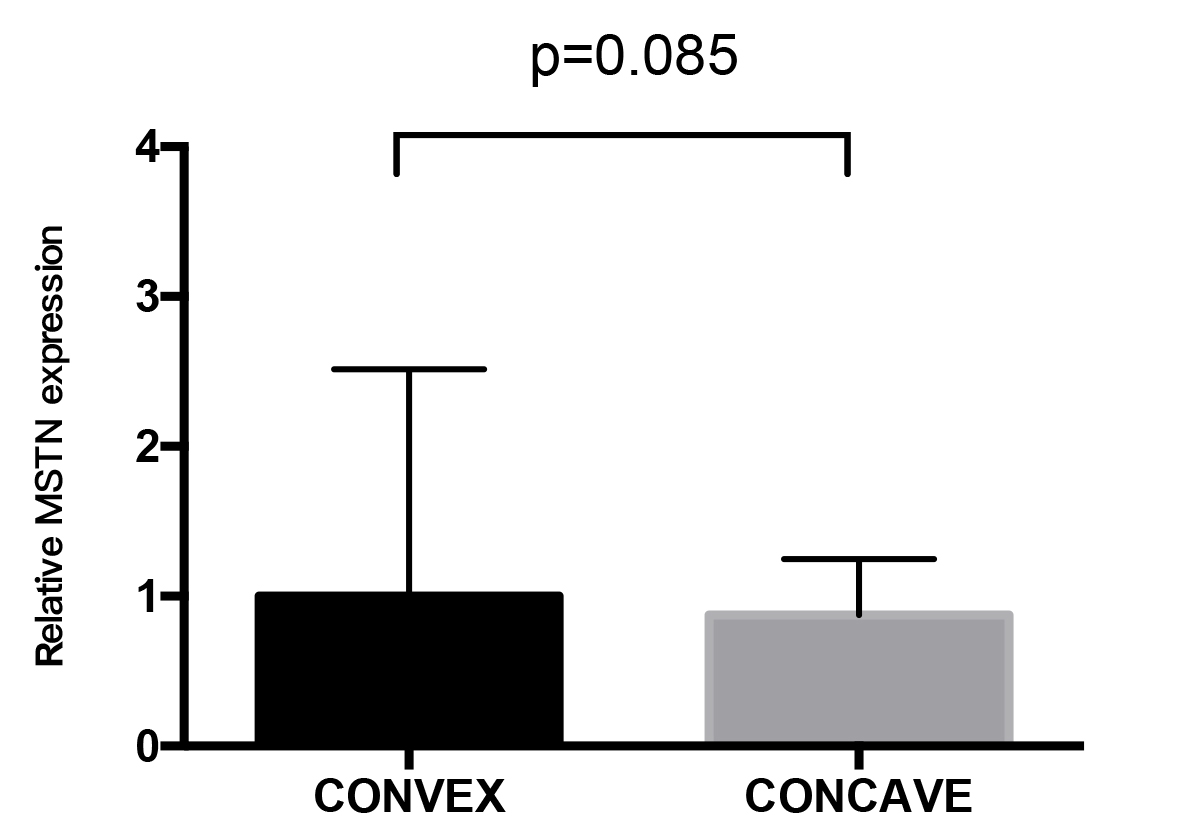 p=0.085
4
3
2
1
0
Relative MSTN expression
CONVEX
CONCAVE